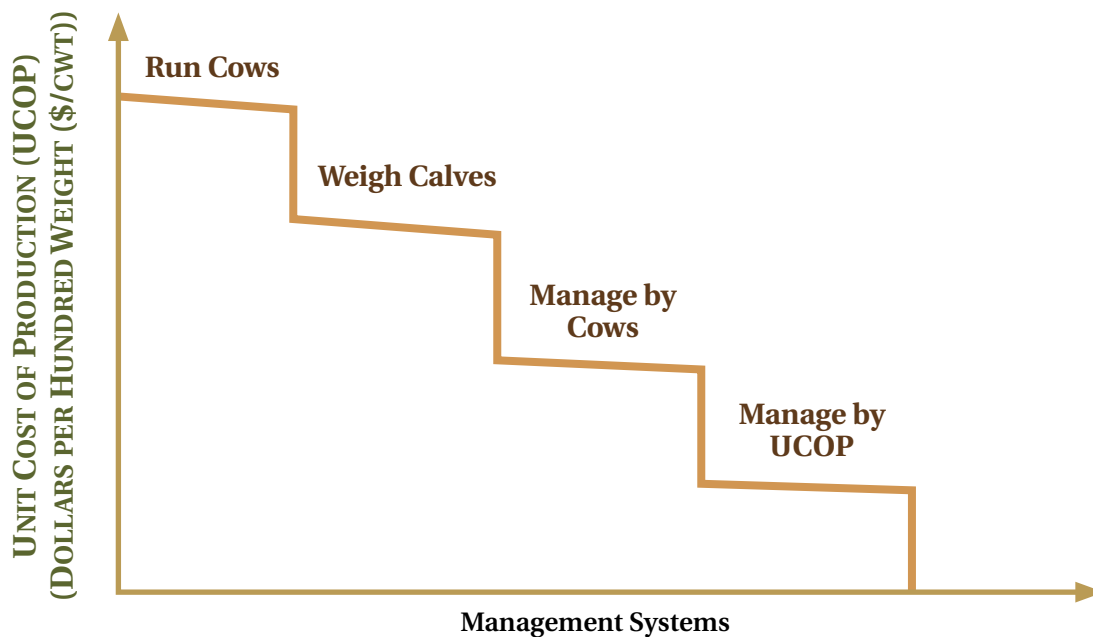 UNIT COST OF PRODUCTION (UCOP)
(DOLLARS PER HUNDRED WEIGHT ($/CWT))
Run Cows
Weigh Calves
Manage by
Cows
Manage by
UCOP
Management Systems